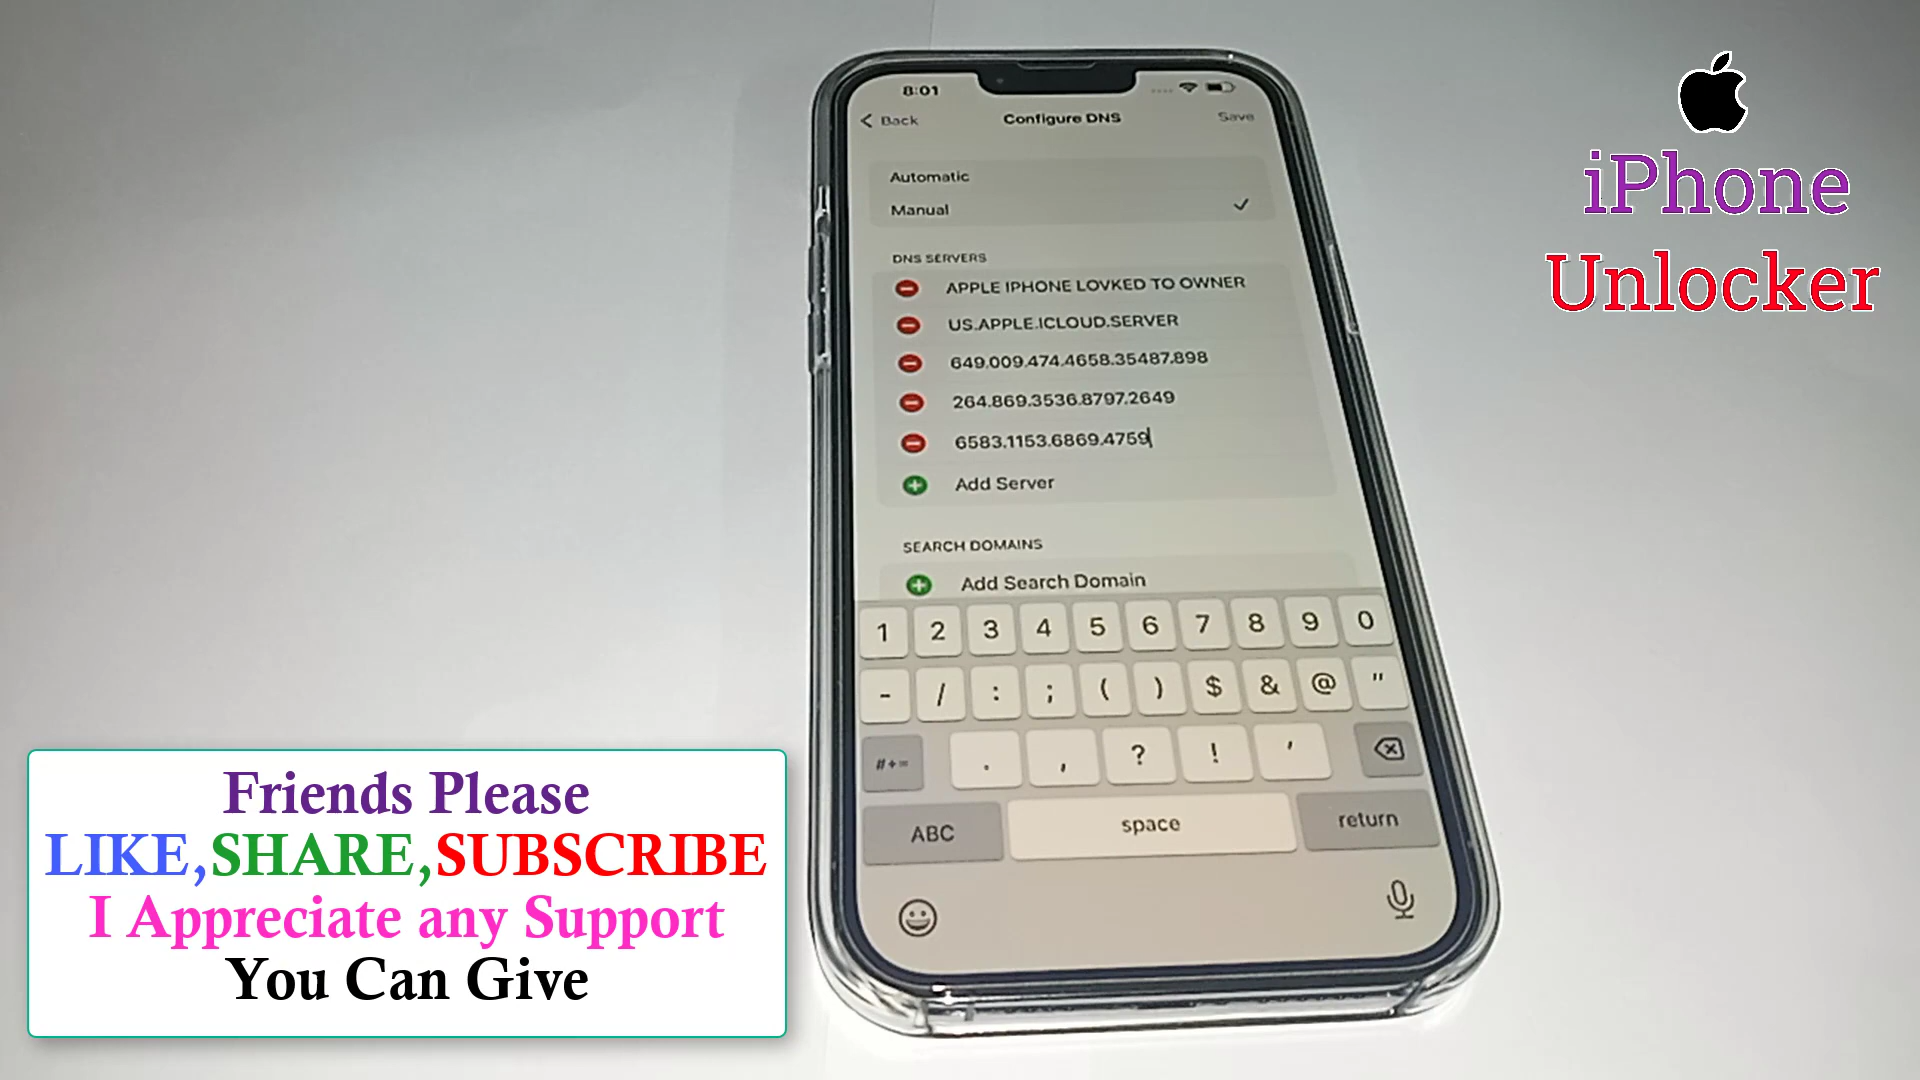 8:01
Back
Configure DNS
Save
Automatic
Manual
DNS SERVERS
APPLE IPHONE LOVKED TO OWNER
US.APPLE.ICLOUD.SERVER
649.009.474.4658.35487.898
264.869.3536.8797.2649
6583.1153.6869.4759
Add Server
SEARCH DOMAINS
Add Search Domain
1 2 3 4 5 6 7 8 9 0
- / : ; ( ) $ & @ "
#+= . , ? ! '
ABC space return
iPhone
Unlocker
Friends Please
LIKE,SHARE,SUBSCRIBE
I Appreciate any Support
You Can Give